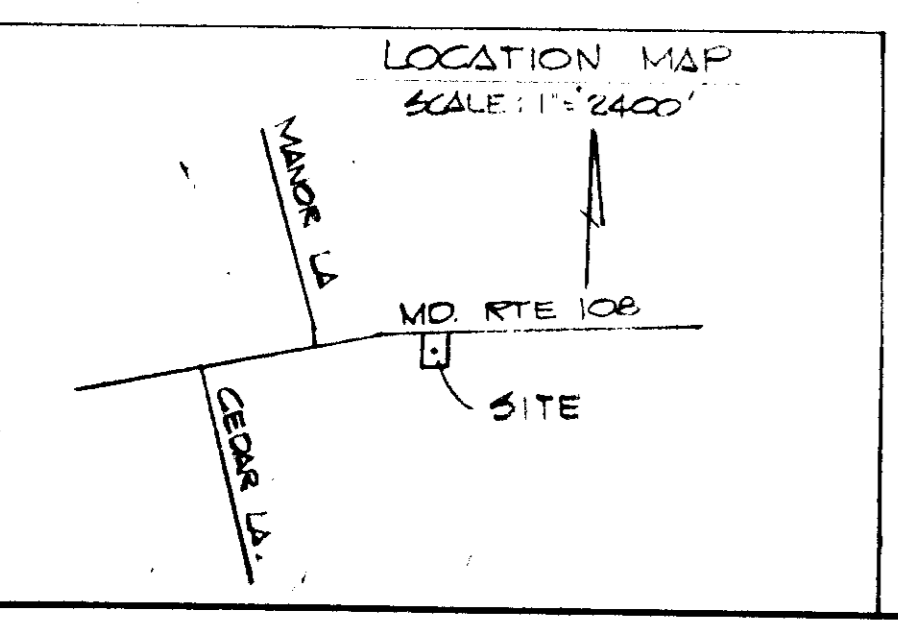 LOCATION MAP
SCALE: 1"=2400'
MANOR LA
MD. RTE 108
SITE
CEDAR LA.